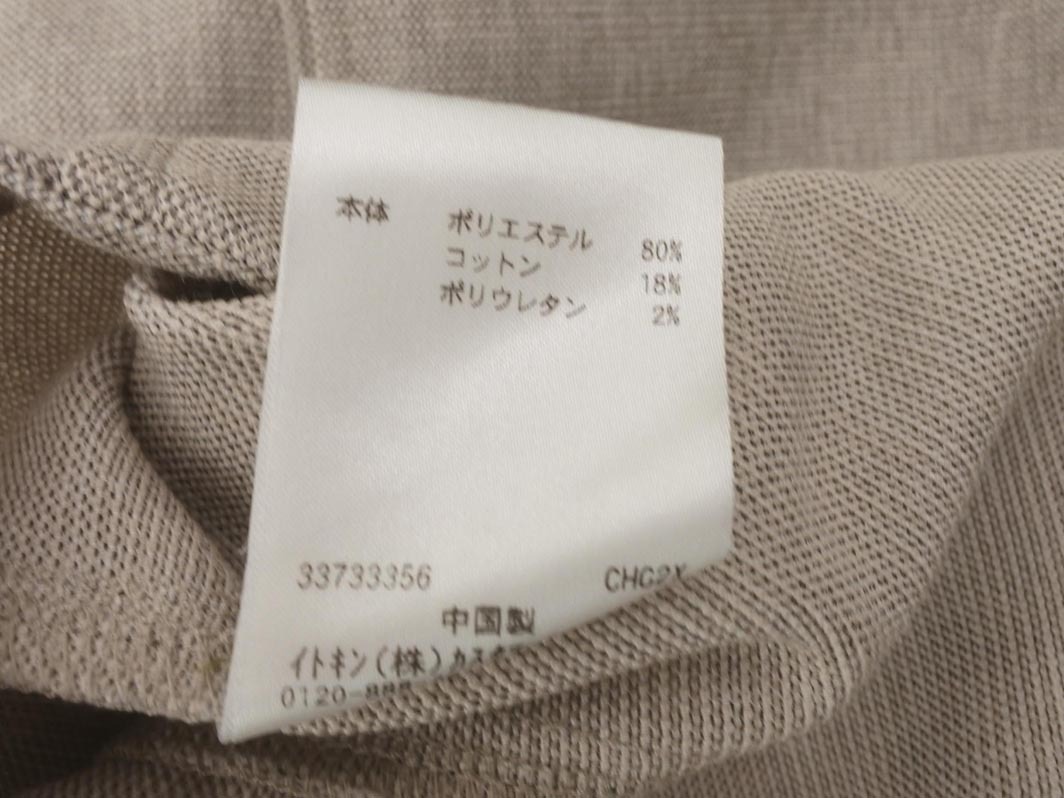 本体 ポリエステル 80%
コットン 18%
ポリウレタン 2%
33733356
中国製
イトキン(株)
0120-